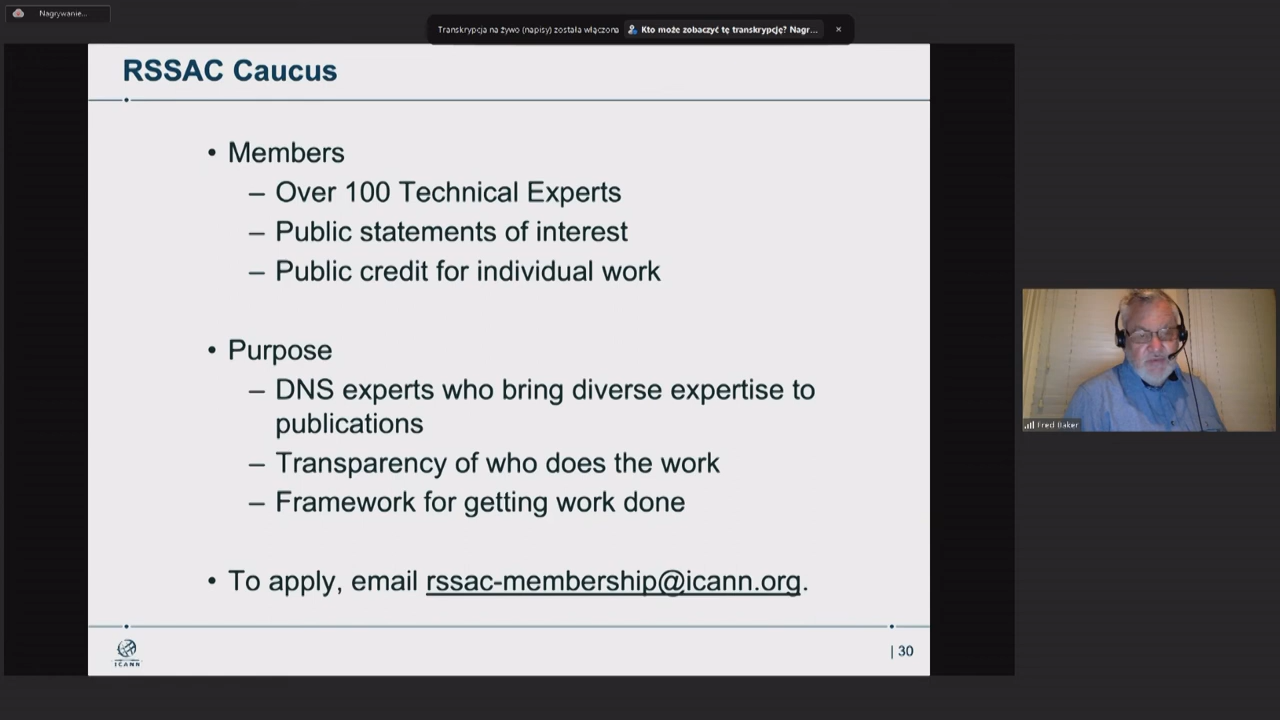 Nagrywanie...
Transkrypcja na żywo (napisy) została włączona Kto może zobaczyć tę transkrypcję? Nagr... ×
RSSAC Caucus
• Members
– Over 100 Technical Experts
– Public statements of interest
– Public credit for individual work
• Purpose
– DNS experts who bring diverse expertise to
publications
– Transparency of who does the work
– Framework for getting work done
• To apply, email rssac-membership@icann.org.
Fred Baker
ICANN
| 30